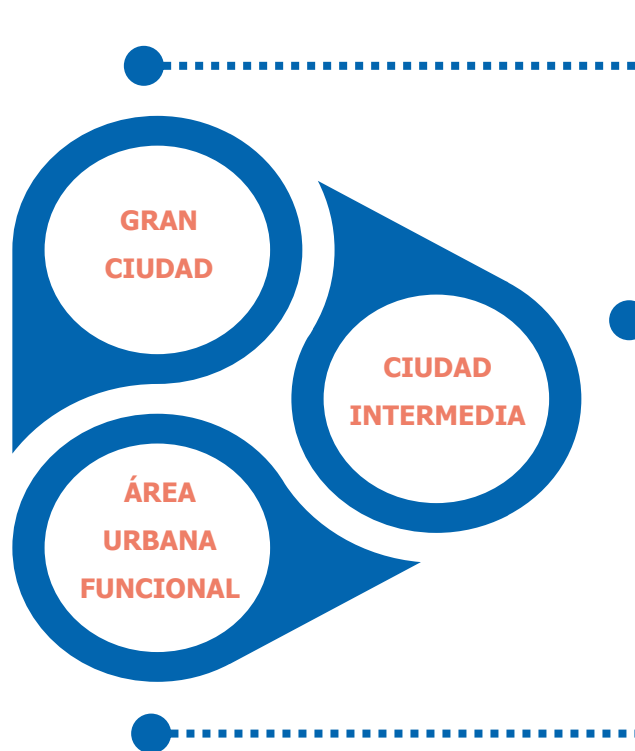 GRAN
CIUDAD
CIUDAD
INTERMEDIA
ÁREA
URBANA
FUNCIONAL